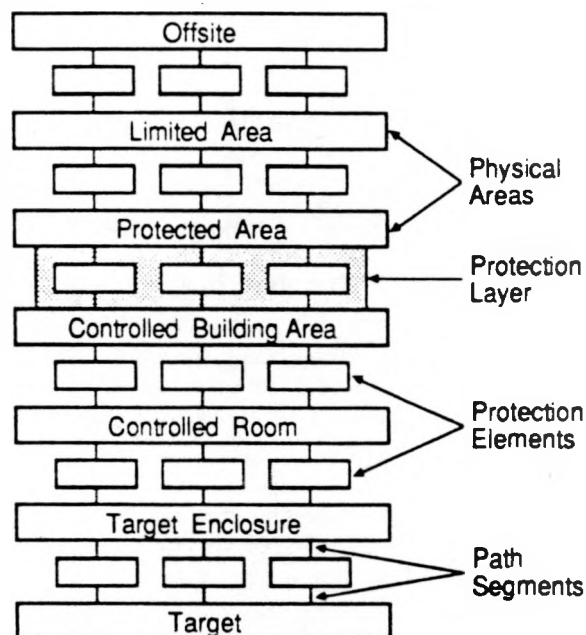 Offsite
Limited Area
Physical
Areas
Protected Area
Protection
Layer
Controlled Building Area
Protection
Elements
Controlled Room
Target Enclosure
Path
Segments
Target